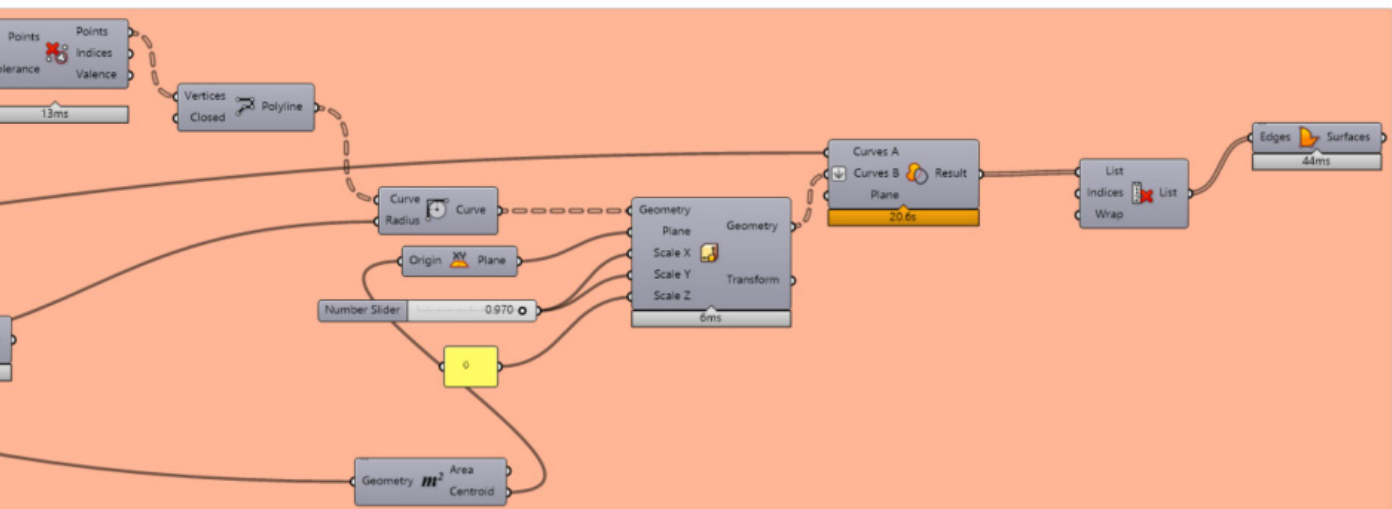 Points
Points
Indices
Valence
13ms
Vertices
Closed
Polyline
Curve
Radius
Curve
Origin
XY
Plane
Number Slider
0.970
0
Geometry
m²
Area
Centroid
Geometry
Plane
Scale X
Scale Y
Scale Z
Geometry
Transform
6ms
Curves A
Curves B
Plane
Result
20.6s
List
Indices
Wrap
List
Edges
Surfaces
44ms